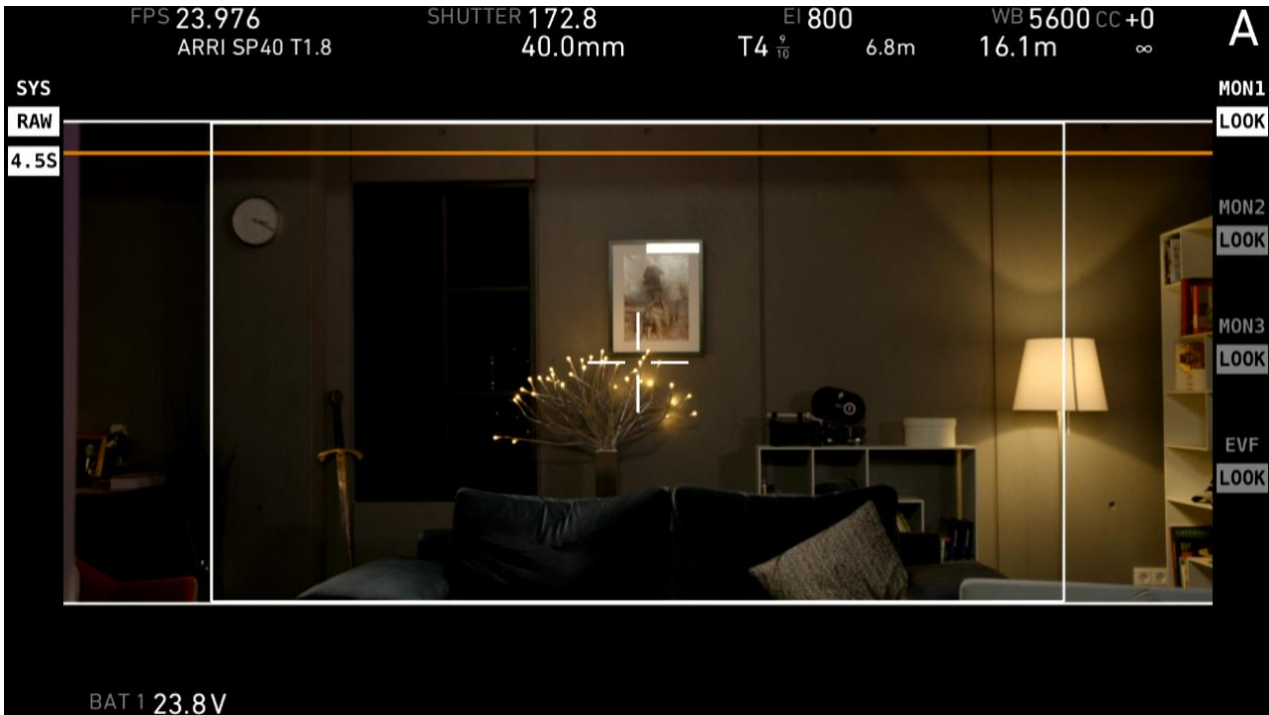 FPS 23.976 SHUTTER 172.8 EI 800 WB 5600 CC +0 A
ARRI SP40 T1.8 40.0mm T4 9/10 6.8m 16.1m ∞
SYS MON1
RAW LOOK
4.5S
MON2
LOOK
MON3
LOOK
EVF
LOOK
BAT 1 23.8V